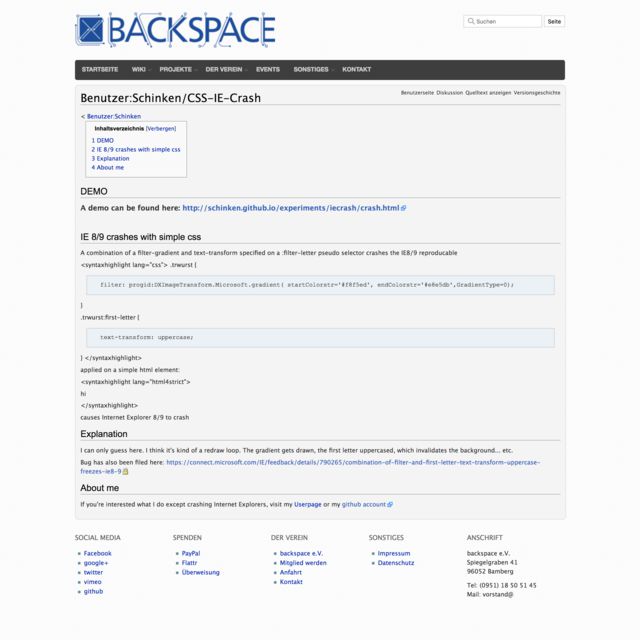 BACKSPACE
Suchen
Seite
STARTSEITE WIKI PROJEKTE DER VEREIN EVENTS SONSTIGES KONTAKT
Benutzerseite Diskussion Quelltext anzeigen Versionsgeschichte
Benutzer:Schinken/CSS-IE-Crash
< Benutzer:Schinken
Inhaltsverzeichnis [Verbergen]
1 DEMO
2 IE 8/9 crashes with simple css
3 Explanation
4 About me
DEMO
A demo can be found here: http://schinken.github.io/experiments/iecrash/crash.html
IE 8/9 crashes with simple css
A combination of a filter-gradient and text-transform specified on a :filter-letter pseudo selector crashes the IE8/9 reproducable
<syntaxhighlight lang="css"> .trwurst {
filter: progid:DXImageTransform.Microsoft.gradient( startColorstr='#f8f5ed', endColorstr='#e8e5db',GradientType=0);
}
.trwurst:first-letter {
text-transform: uppercase;
} </syntaxhighlight>
applied on a simple html element:
<syntaxhighlight lang="html4strict">
hi
</syntaxhighlight>
causes Internet Explorer 8/9 to crash
Explanation
I can only guess here. I think it's kind of a redraw loop. The gradient gets drawn, the first letter uppercased, which invalidates the background... etc.
Bug has also been filed here: https://connect.microsoft.com/IE/feedback/details/790265/combination-of-filter-and-first-letter-text-transform-uppercase-
freezes-ie8-9
About me
If you're interested what I do except crashing Internet Explorers, visit my Userpage or my github account
SOCIAL MEDIA
Facebook
google+
twitter
vimeo
github
SPENDEN
PayPal
Flattr
Überweisung
DER VEREIN
backspace e.V.
Mitglied werden
Anfahrt
Kontakt
SONSTIGES
Impressum
Datenschutz
ANSCHRIFT
backspace e.V.
Spiegelgraben 41
96052 Bamberg
Tel: (0951) 18 50 51 45
Mail: vorstand@